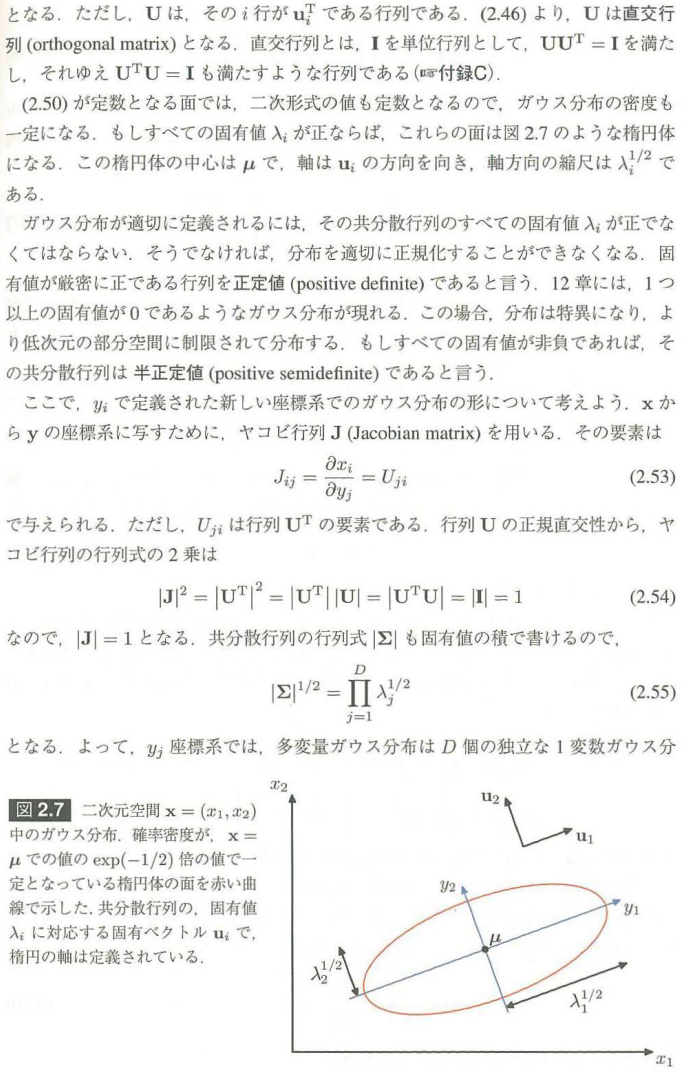 となる．ただし，U は，その i 行が u_i^T である行列である．(2.46) より，U は直交行
列 (orthogonal matrix) となる．直交行列とは，I を単位行列として，UU^T = I を満た
し，それゆえ U^TU = I も満たすような行列である (☞付録C)．
(2.50) が定数となる面では，二次形式の値も定数となるので，ガウス分布の密度も
一定になる．もしすべての固有値 λ_i が正ならば，これらの面は図 2.7 のような楕円体
になる．この楕円体の中心は μ で，軸は u_i の方向を向き，軸方向の縮尺は λ_i^{1/2} で
ある．
ガウス分布が適切に定義されるには，その共分散行列のすべての固有値 λ_i が正でな
くてはならない．そうでなければ，分布を適切に正規化することができなくなる．固
有値が厳密に正である行列を正定値 (positive definite) であると言う．12 章には，1 つ
以上の固有値が 0 であるようなガウス分布が現れる．この場合，分布は特異になり，よ
り低次元の部分空間に制限されて分布する．もしすべての固有値が非負であれば，そ
の共分散行列は 半正定値 (positive semidefinite) であると言う．
ここで，y_i で定義された新しい座標系でのガウス分布の形について考えよう．x か
ら y の座標系に写すために，ヤコビ行列 J (Jacobian matrix) を用いる．その要素は
J_{ij} = ∂x_i/∂y_j = U_{ji} (2.53)
で与えられる．ただし，U_{ji} は行列 U^T の要素である．行列 U の正規直交性から，ヤ
コビ行列の行列式の 2 乗は
|J|^2 = |U^T|^2 = |U^T| |U| = |U^TU| = |I| = 1 (2.54)
なので，|J| = 1 となる．共分散行列の行列式 |Σ| も固有値の積で書けるので，
|Σ|^{1/2} = ∏_{j=1}^{D} λ_j^{1/2} (2.55)
となる．よって，y_j 座標系では，多変量ガウス分布は D 個の独立な 1 変数ガウス分
図 2.7 二次元空間 x = (x_1, x_2)
中のガウス分布．確率密度が，x =
μ での値の exp(−1/2) 倍の値で一
定となっている楕円体の面を赤い曲
線で示した．共分散行列の，固有値
λ_i に対応する固有ベクトル u_i で，
楕円の軸は定義されている．
x_2
u_2
u_1
y_2
y_1
μ
λ_2^{1/2}
λ_1^{1/2}
x_1